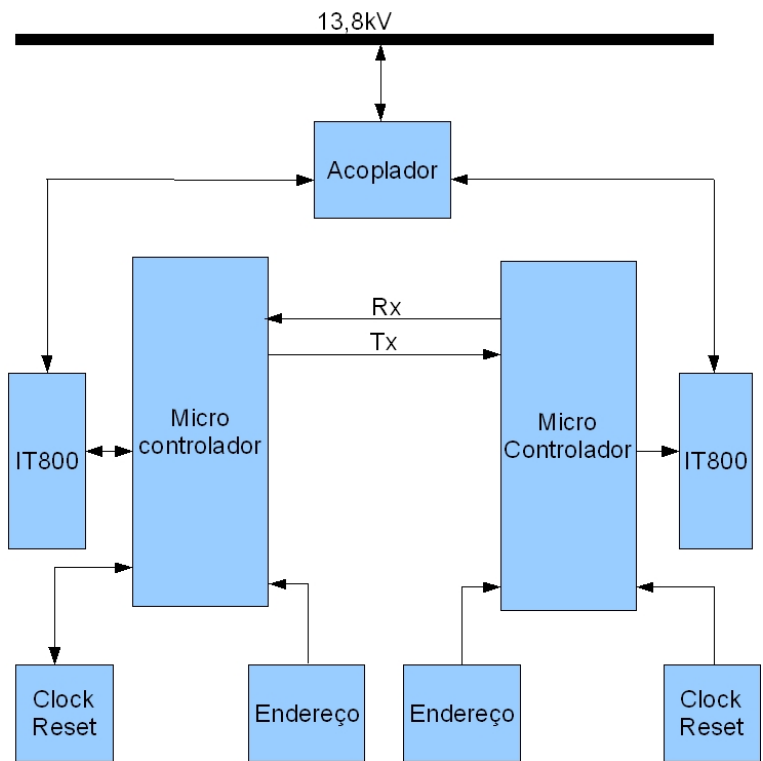 13,8kV
Acoplador
Rx
Tx
Micro
controlador
Micro
Controlador
IT800
IT800
Clock
Reset
Endereço
Endereço
Clock
Reset